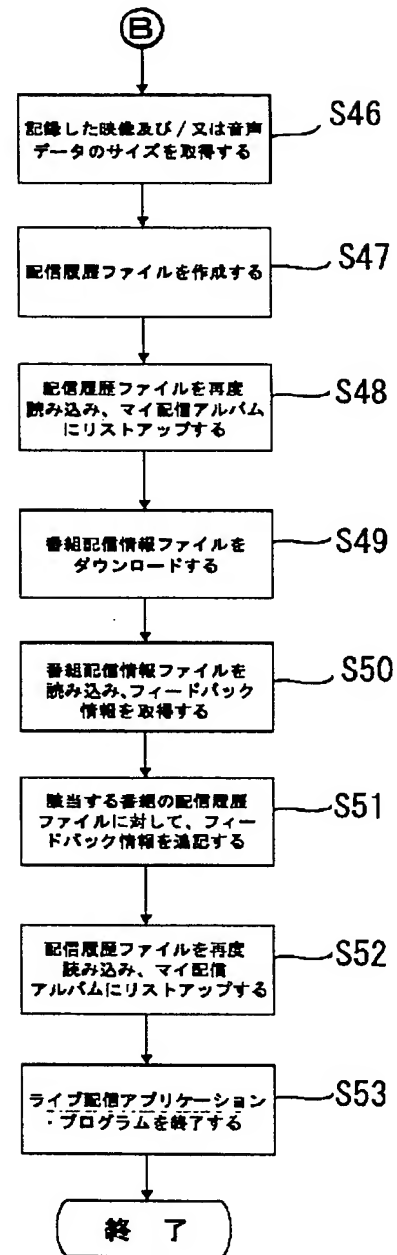 B
記録した映像及び/又は音声
データのサイズを取得する
S46
配信履歴ファイルを作成する
S47
配信履歴ファイルを再度
読み込み、マイ配信アルバム
にリストアップする
S48
番組配信情報ファイルを
ダウンロードする
S49
番組配信情報ファイルを
読み込み、フィードバック
情報を取得する
S50
該当する番組の配信履歴
ファイルに対して、フィー
ドバック情報を追記する
S51
配信履歴ファイルを再度
読み込み、マイ配信
アルバムにリストアップする
S52
ライブ配信アプリケーション
・プログラムを終了する
S53
終 了